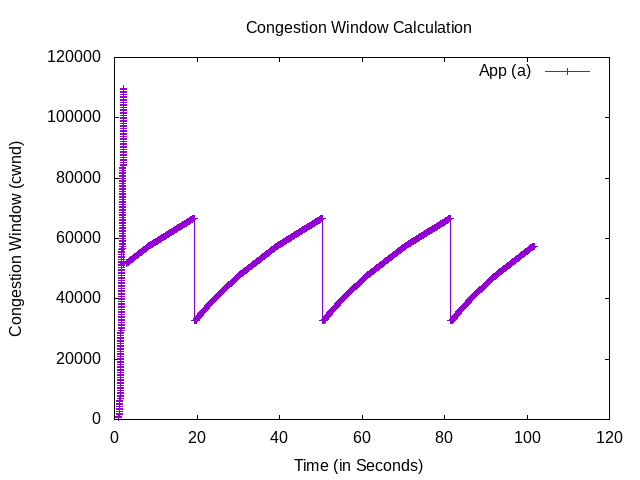 Congestion Window Calculation
120000
App (a)
100000
80000
60000
40000
20000
0
Congestion Window (cwnd)
0 20 40 60 80 100 120
Time (in Seconds)